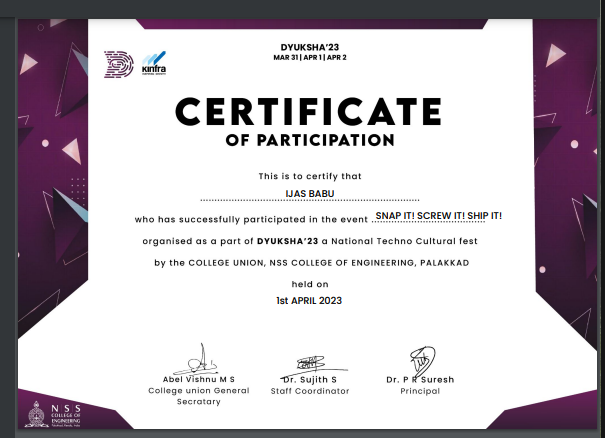 DYUKSHA'23
MAR 31 | APR 1 | APR 2
kinfra
CERTIFICATE
OF PARTICIPATION
This is to certify that
IJAS BABU
who has successfully participated in the event SNAP IT! SCREW IT! SHIP IT!
organised as a part of DYUKSHA'23 a National Techno Cultural fest
by the COLLEGE UNION, NSS COLLEGE OF ENGINEERING, PALAKKAD
held on
1st APRIL 2023
Abel Vishnu M S
College union General
Secratary
Dr. Sujith S
Staff Coordinator
Dr. P R Suresh
Principal
N S S
COLLEGE OF
ENGINEERING